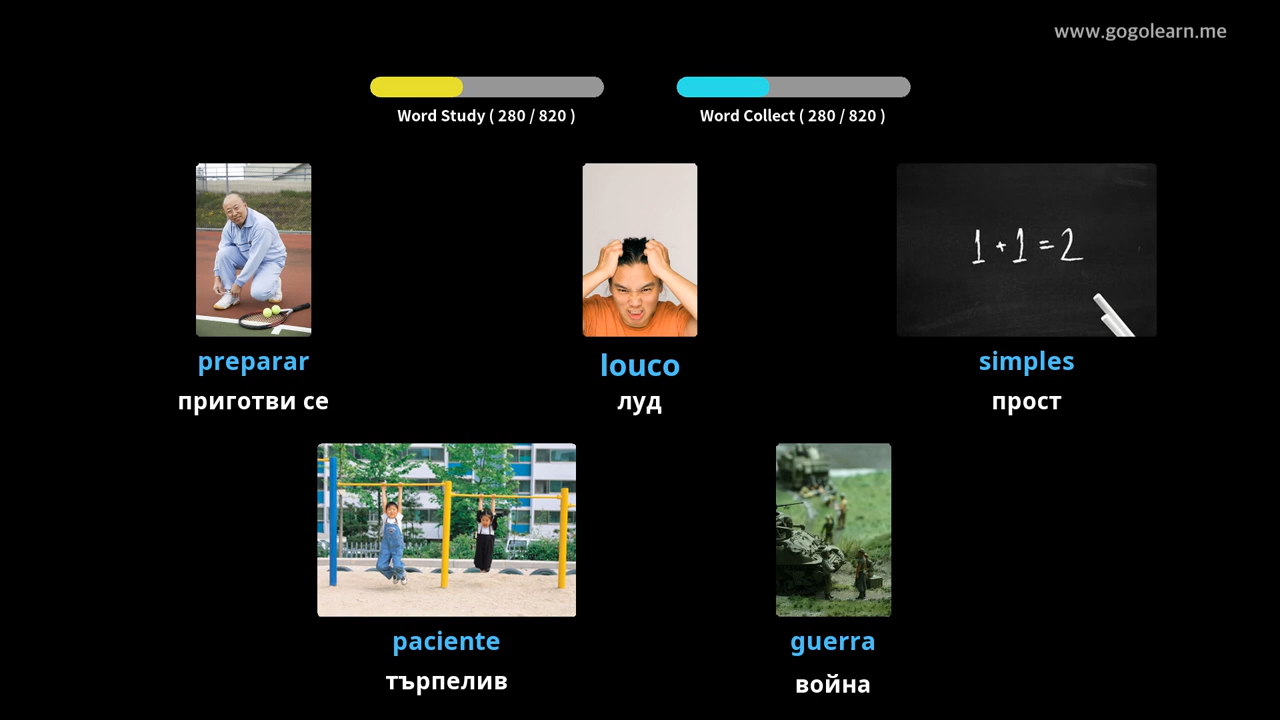 www.gogolearn.me
Word Study ( 280 / 820 )
Word Collect ( 280 / 820 )
1 + 1 = 2
preparar
приготви се
louco
луд
simples
прост
paciente
търпелив
guerra
война